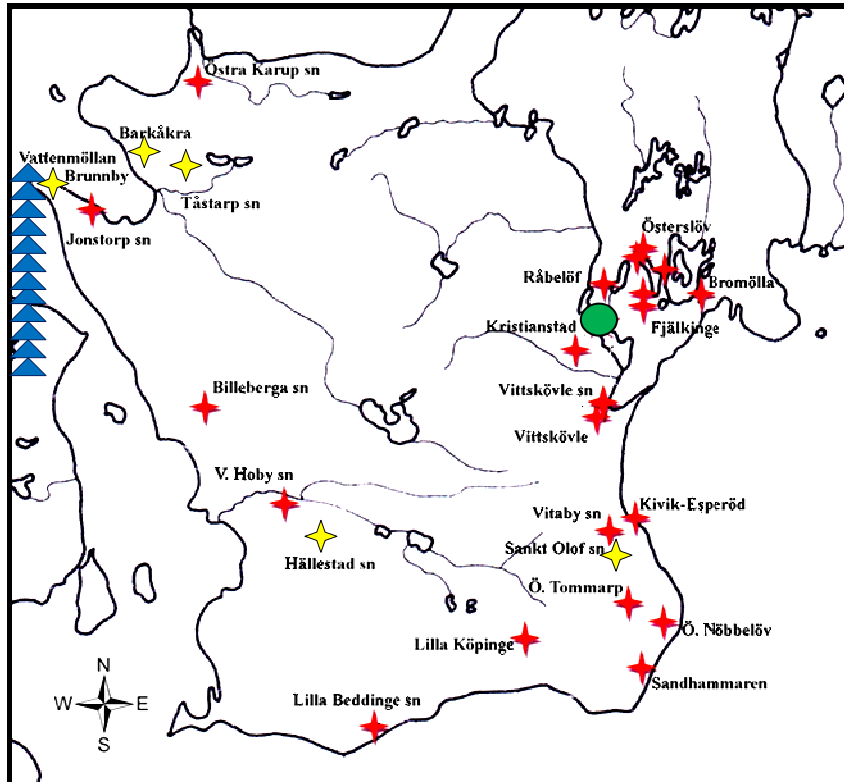 Östra Karup sn
Barkåkra
Vattenmöllan
Brunnby
Tåstarp sn
Jonstorp sn
Österslöv
Råbelöf
Bromölla
Kristianstad
Fjälkinge
Billeberga sn
Vittskövle sn
Vittskövle
V. Hoby sn
Kivik-Esperöd
Vitaby sn
Sankt Olof sn
Hällestad sn
Ö. Tommarp
Ö. Nöbbelöv
Lilla Köpinge
Sandhammaren
Lilla Beddinge sn
N
W E
S